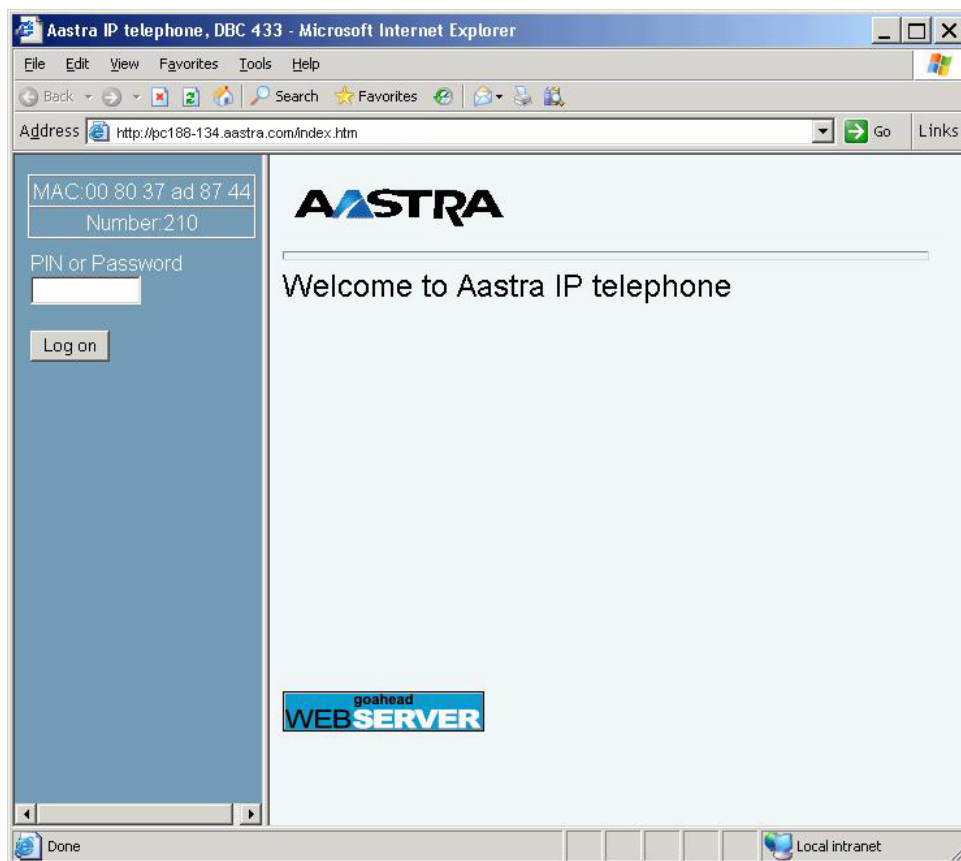 Aastra IP telephone, DBC 433 - Microsoft Internet Explorer
File Edit View Favorites Tools Help
Back Search Favorites
Address http://pc188-134.aastra.com/index.htm Go Links
MAC:00 80 37 ad 87 44
Number:210
PIN or Password
Log on
AASTRA
Welcome to Aastra IP telephone
goahead
WEBSERVER
Done Local intranet